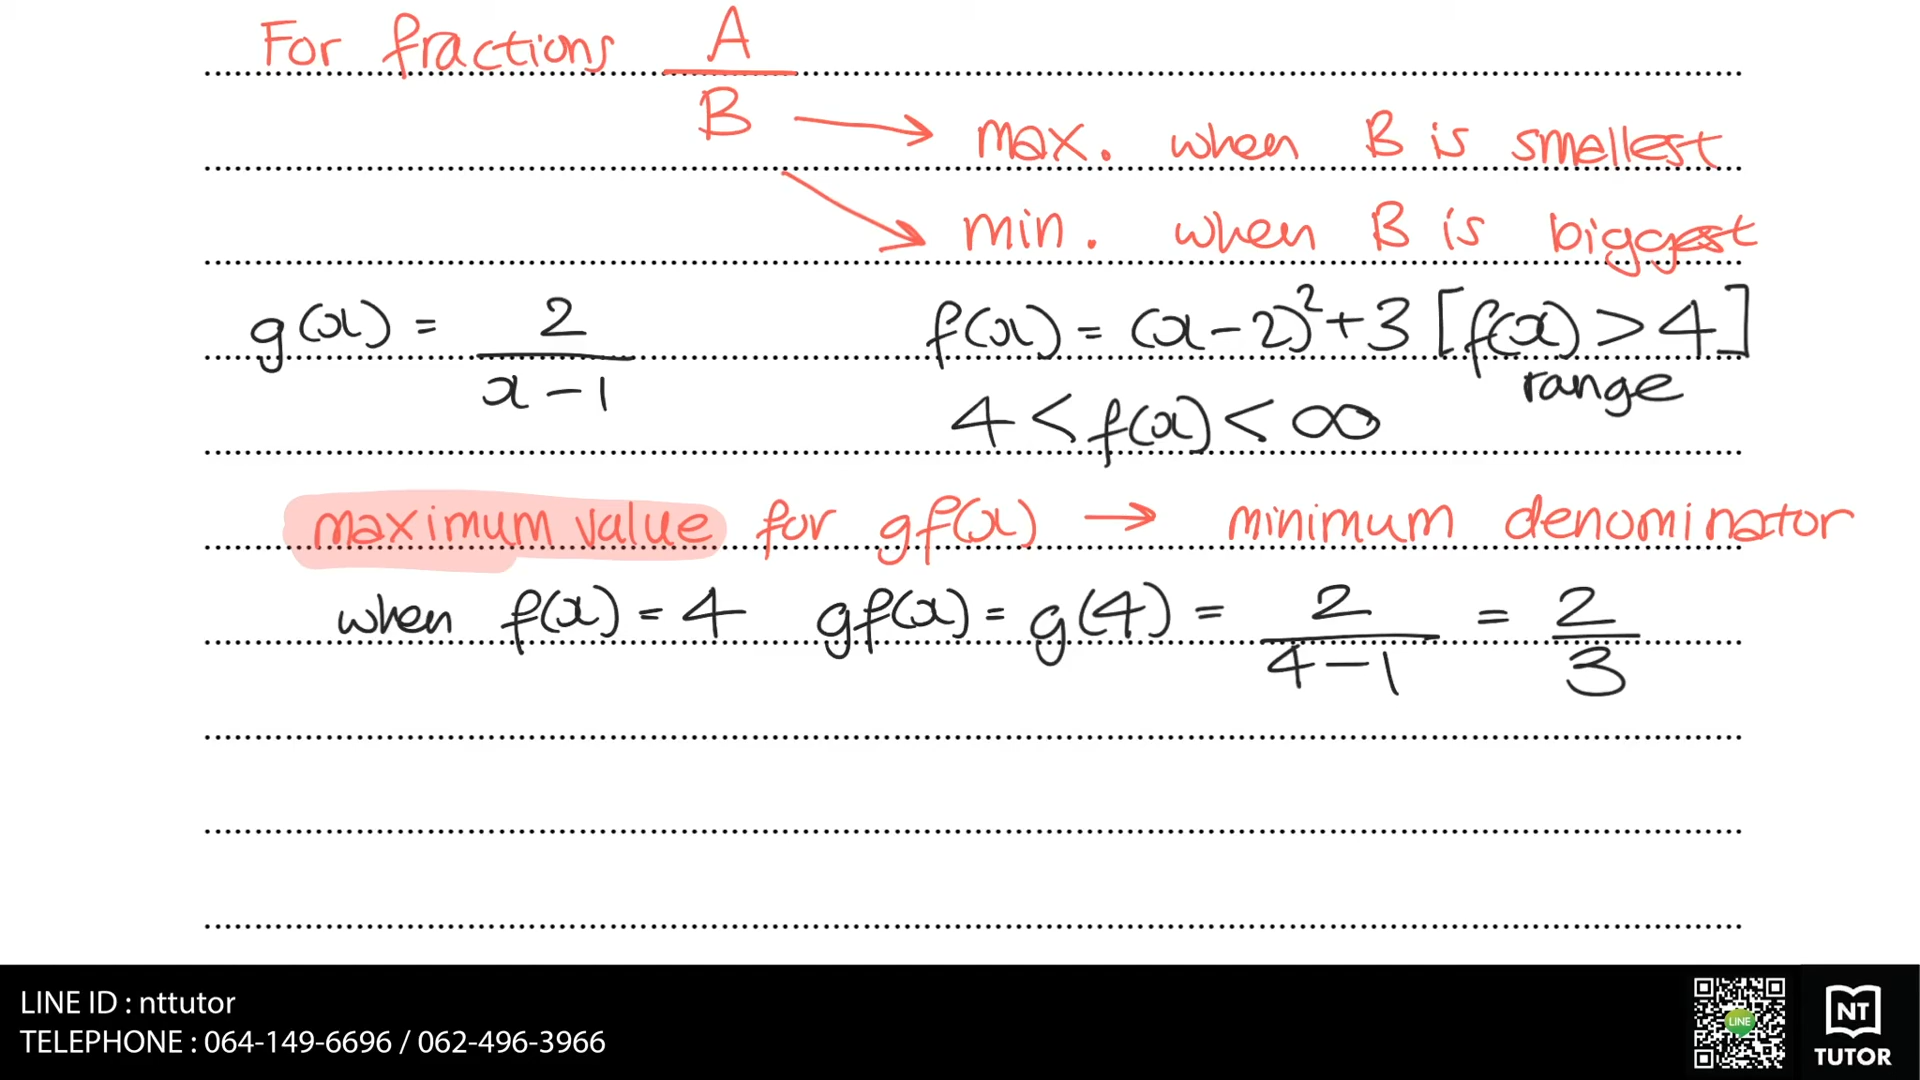 For fractions A/B
→ max. when B is smallest
→ min. when B is biggest
g(x) = 2/(x-1)    f(x) = (x-2)²+3 [f(x) > 4]
range
4 < f(x) < ∞
maximum value for gf(x) → minimum denominator
when f(x) = 4    gf(x) = g(4) = 2/(4-1) = 2/3
LINE ID : nttutor
TELEPHONE : 064-149-6696 / 062-496-3966
LINE
NT
TUTOR